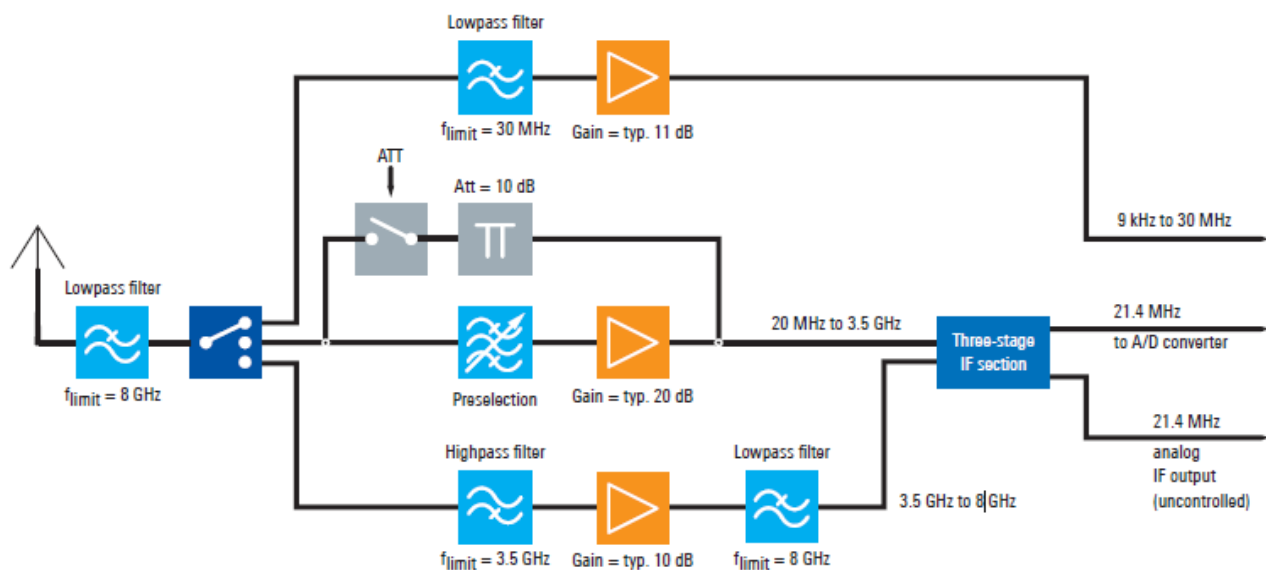 Lowpass filter
flimit = 30 MHz
Gain = typ. 11 dB
ATT
Att = 10 dB
9 kHz to 30 MHz
Lowpass filter
flimit = 8 GHz
Preselection
Gain = typ. 20 dB
20 MHz to 3.5 GHz
Three-stage
IF section
21.4 MHz
to A/D converter
21.4 MHz
analog
IF output
(uncontrolled)
Highpass filter
flimit = 3.5 GHz
Gain = typ. 10 dB
Lowpass filter
flimit = 8 GHz
3.5 GHz to 8 GHz